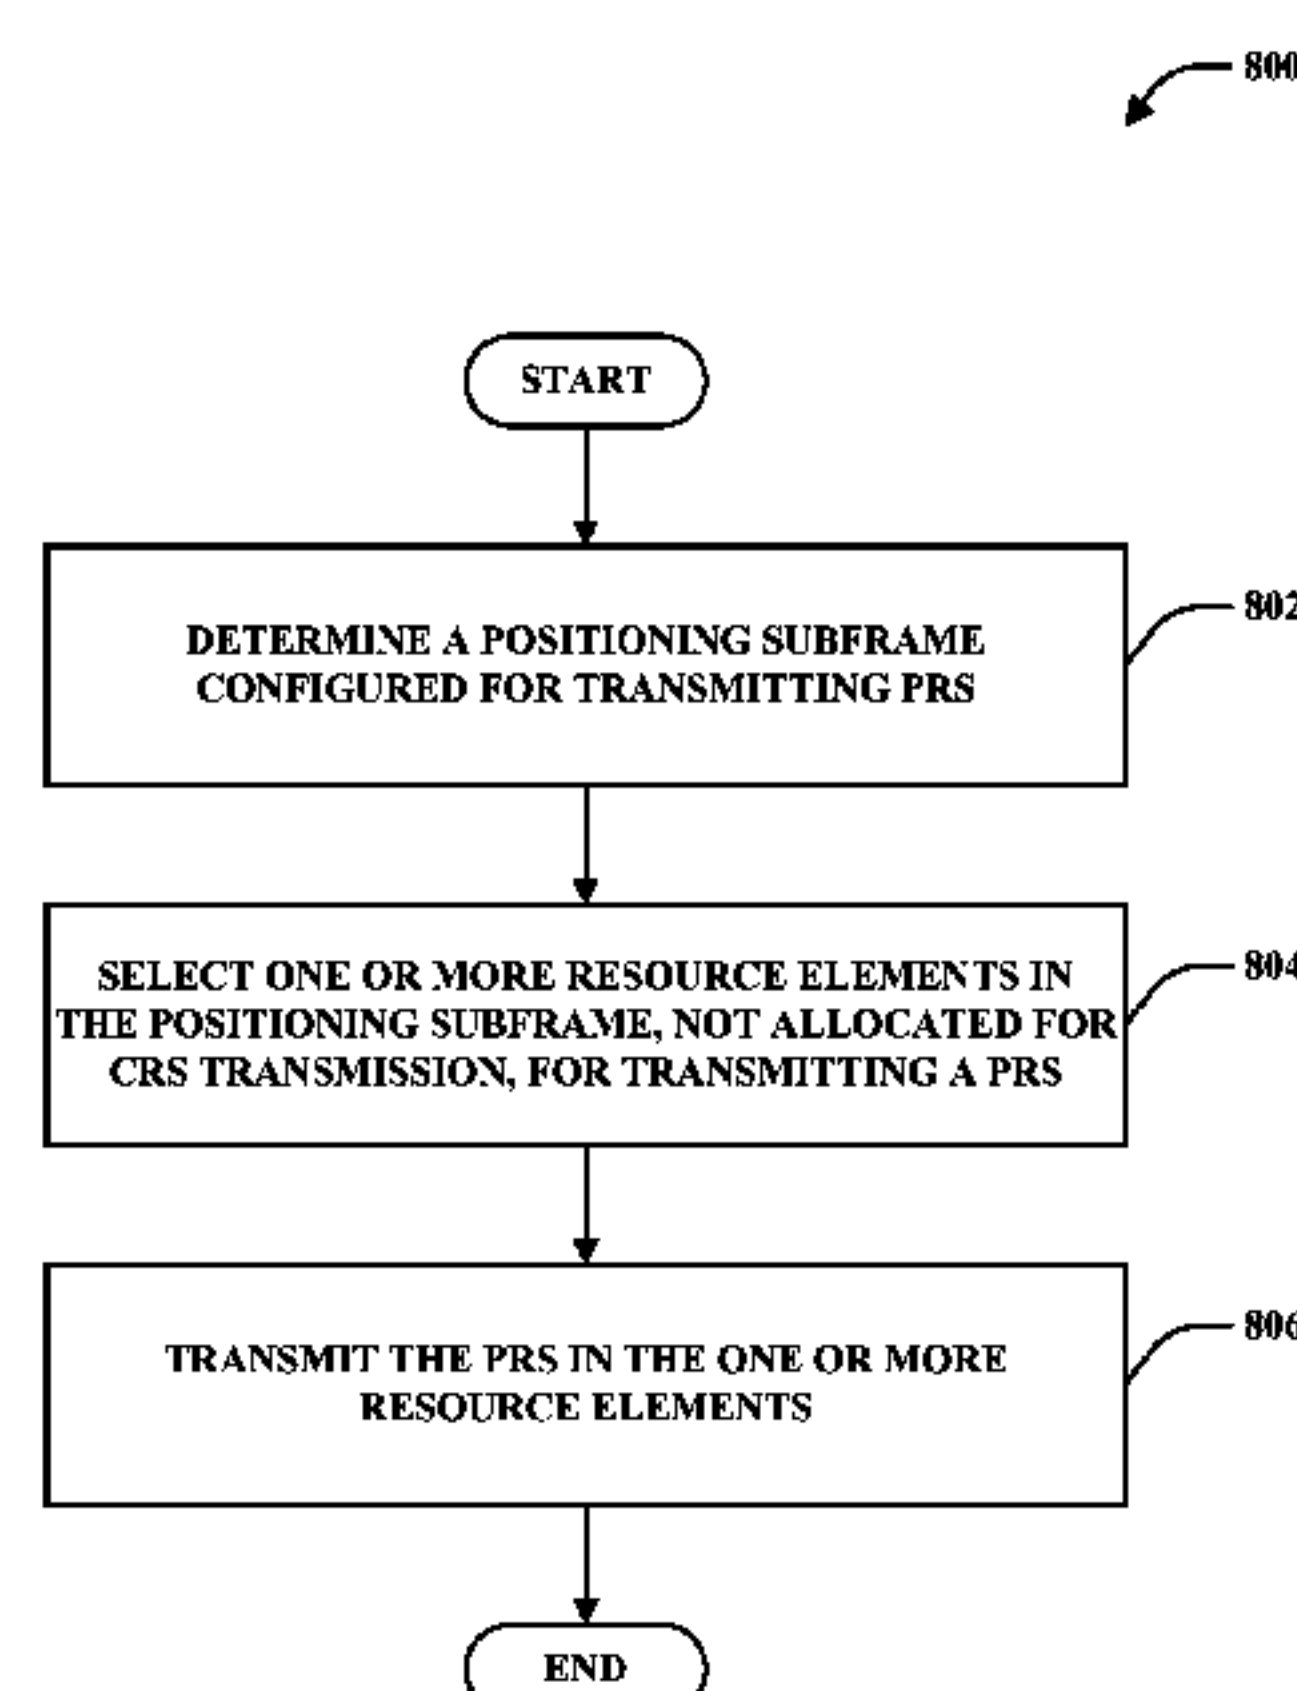 800
START
DETERMINE A POSITIONING SUBFRAME
CONFIGURED FOR TRANSMITTING PRS
802
SELECT ONE OR MORE RESOURCE ELEMENTS IN
THE POSITIONING SUBFRAME, NOT ALLOCATED FOR
CRS TRANSMISSION, FOR TRANSMITTING A PRS
804
TRANSMIT THE PRS IN THE ONE OR MORE
RESOURCE ELEMENTS
806
END